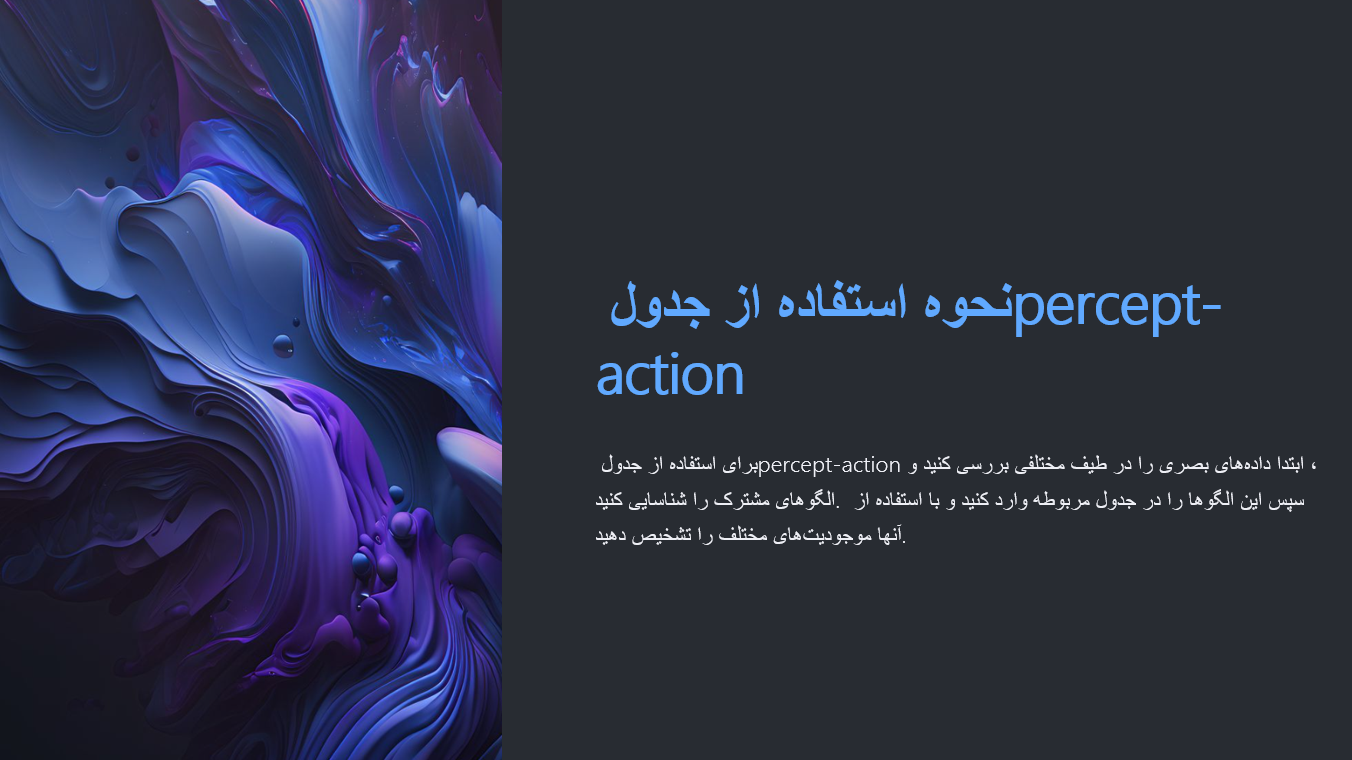 نحوه استفاده از جدول percept-
action
برای استفاده از جدول percept-action، ابتدا داده‌های بصری را در طیف مختلفی بررسی کنید و
الگوهای مشترک را شناسایی کنید. سپس این الگوها را در جدول مربوطه وارد کنید و با استفاده از
آنها موجودیت‌های مختلف را تشخیص دهید.